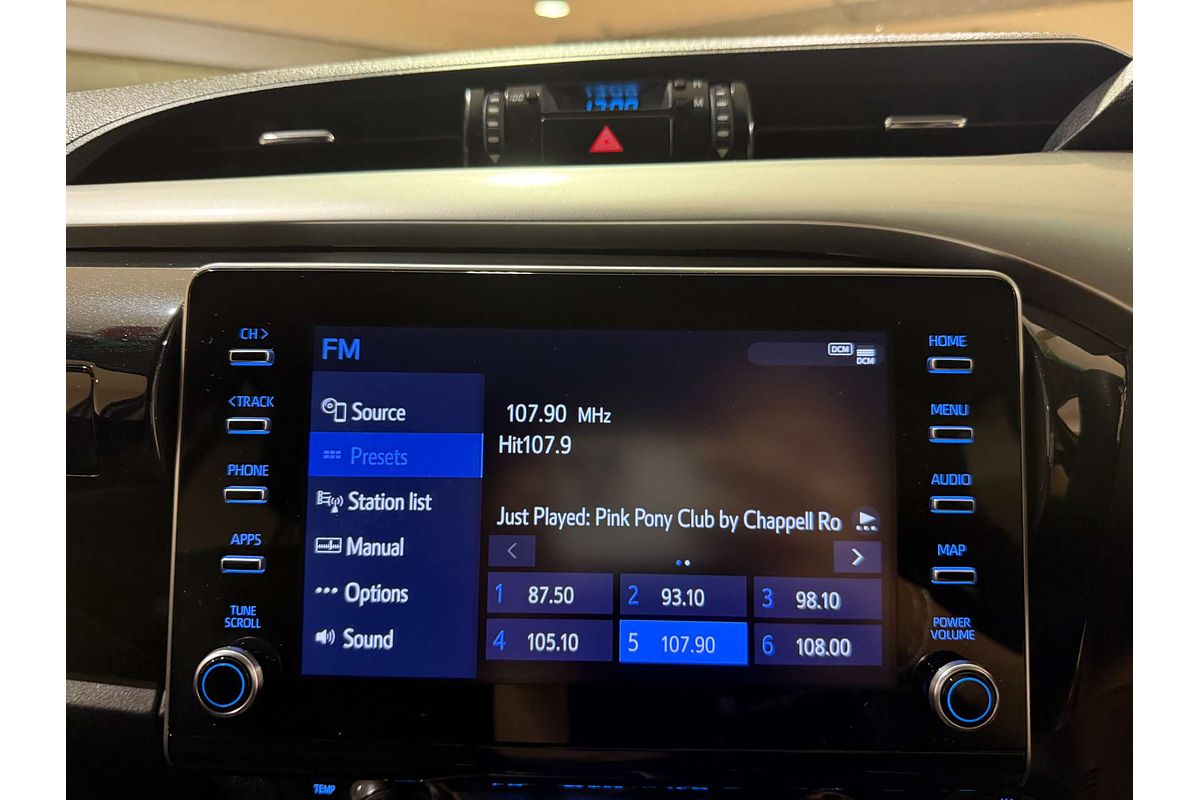 :00
H
M
CH >
<TRACK
PHONE
APPS
TUNE
SCROLL
FM
DCM
DCM
Source
Presets
Station list
Manual
Options
Sound
107.90 MHz
Hit107.9
Just Played: Pink Pony Club by Chappell Ro
1 87.50
2 93.10
3 98.10
4 105.10
5 107.90
6 108.00
HOME
MENU
AUDIO
MAP
POWER
VOLUME
TEMP